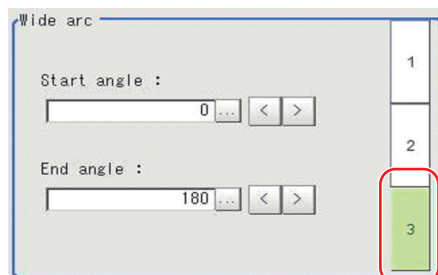 Wide arc
1
Start angle :
0 ... < >
2
End angle :
180 ... < >
3